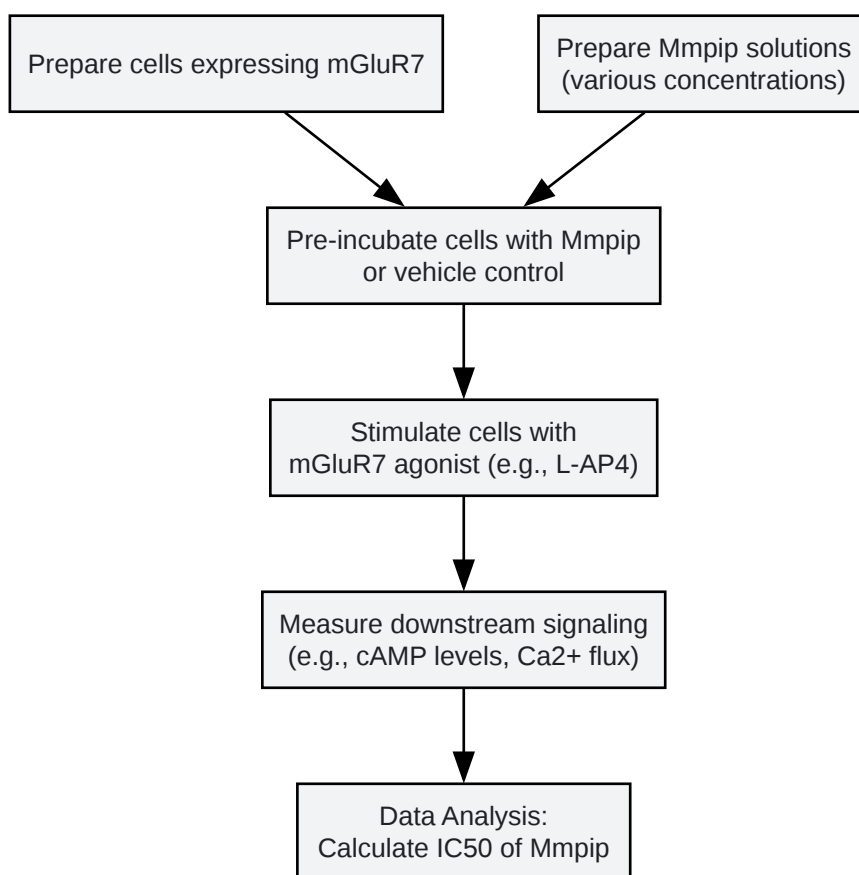 Prepare cells expressing mGluR7
Prepare Mmpip solutions
(various concentrations)
Pre-incubate cells with Mmpip
or vehicle control
Stimulate cells with
mGluR7 agonist (e.g., L-AP4)
Measure downstream signaling
(e.g., cAMP levels, Ca2+ flux)
Data Analysis:
Calculate IC50 of Mmpip